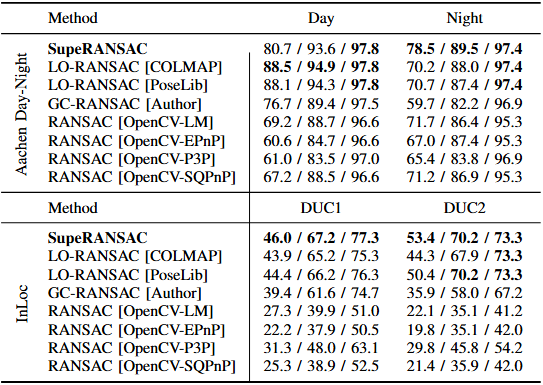 Method Day Night
Aachen Day-Night
SupeRANSAC 80.7 / 93.6 / 97.8 78.5 / 89.5 / 97.4
LO-RANSAC [COLMAP] 88.5 / 94.9 / 97.8 70.2 / 88.0 / 97.4
LO-RANSAC [PoseLib] 88.1 / 94.3 / 97.8 70.7 / 87.4 / 97.4
GC-RANSAC [Author] 76.7 / 89.4 / 97.5 59.7 / 82.2 / 96.9
RANSAC [OpenCV-LM] 69.2 / 88.7 / 96.6 71.7 / 86.4 / 95.3
RANSAC [OpenCV-EPnP] 60.6 / 84.7 / 96.6 67.0 / 87.4 / 95.3
RANSAC [OpenCV-P3P] 61.0 / 83.5 / 97.0 65.4 / 83.8 / 96.9
RANSAC [OpenCV-SQPnP] 67.2 / 88.5 / 96.6 71.2 / 86.9 / 95.3
Method DUC1 DUC2
InLoc
SupeRANSAC 46.0 / 67.2 / 77.3 53.4 / 70.2 / 73.3
LO-RANSAC [COLMAP] 43.9 / 65.2 / 75.3 44.3 / 67.9 / 73.3
LO-RANSAC [PoseLib] 44.4 / 66.2 / 76.3 50.4 / 70.2 / 73.3
GC-RANSAC [Author] 39.4 / 61.6 / 74.7 35.9 / 58.0 / 67.2
RANSAC [OpenCV-LM] 27.3 / 39.9 / 51.0 22.1 / 35.1 / 41.2
RANSAC [OpenCV-EPnP] 22.2 / 37.9 / 50.5 19.8 / 35.1 / 42.0
RANSAC [OpenCV-P3P] 31.3 / 48.0 / 63.1 29.8 / 45.8 / 54.2
RANSAC [OpenCV-SQPnP] 25.3 / 38.9 / 52.5 21.4 / 35.9 / 42.0